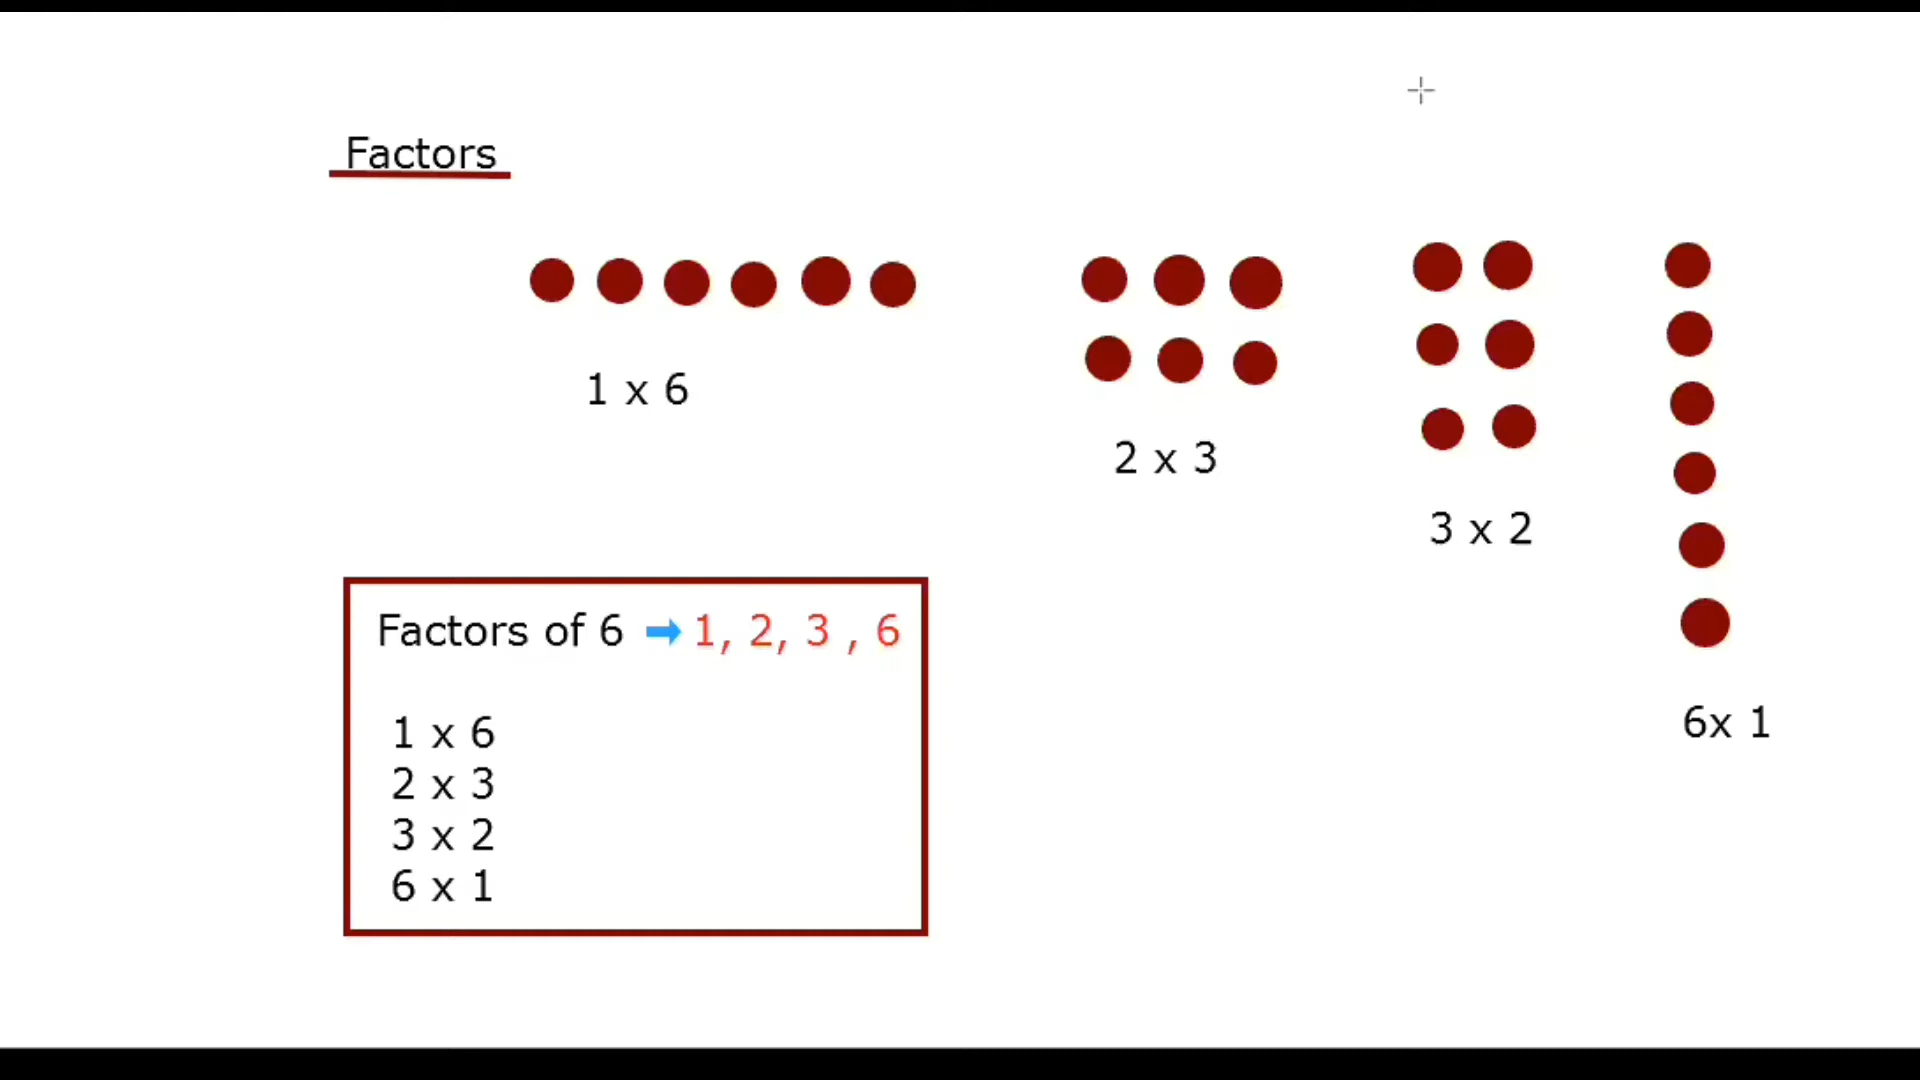 Factors
1 x 6
2 x 3
3 x 2
6x 1
Factors of 6 ➡ 1, 2, 3 , 6
1 x 6
2 x 3
3 x 2
6 x 1